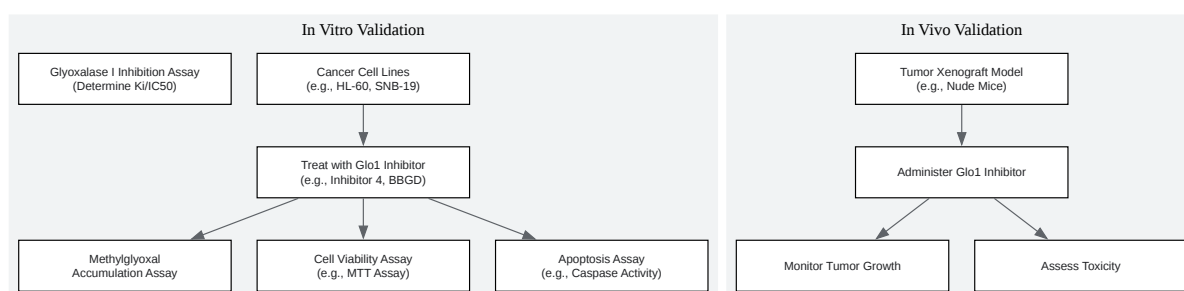 In Vitro Validation
Glyoxalase I Inhibition Assay
(Determine Ki/IC50)
Cancer Cell Lines
(e.g., HL-60, SNB-19)
Treat with Glo1 Inhibitor
(e.g., Inhibitor 4, BBGD)
Methylglyoxal
Accumulation Assay
Cell Viability Assay
(e.g., MTT Assay)
Apoptosis Assay
(e.g., Caspase Activity)
In Vivo Validation
Tumor Xenograft Model
(e.g., Nude Mice)
Administer Glo1 Inhibitor
Monitor Tumor Growth
Assess Toxicity